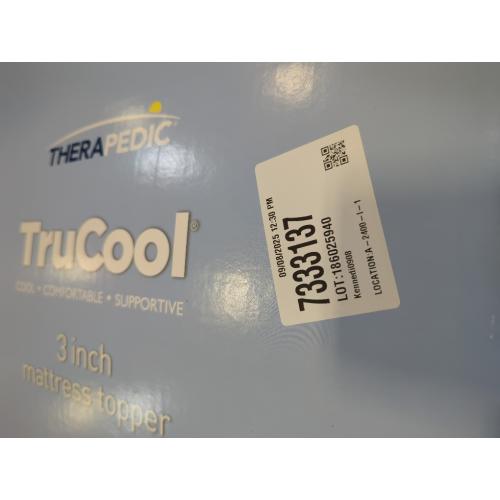 THERAPEDIC®
TruCool®
COOL • COMFORTABLE • SUPPORTIVE
3 inch
mattress topper
09/08/2025 12:30 PM
7333137
LOT:186025940
Kennedi0908
LOCATION:A-2400-I-1